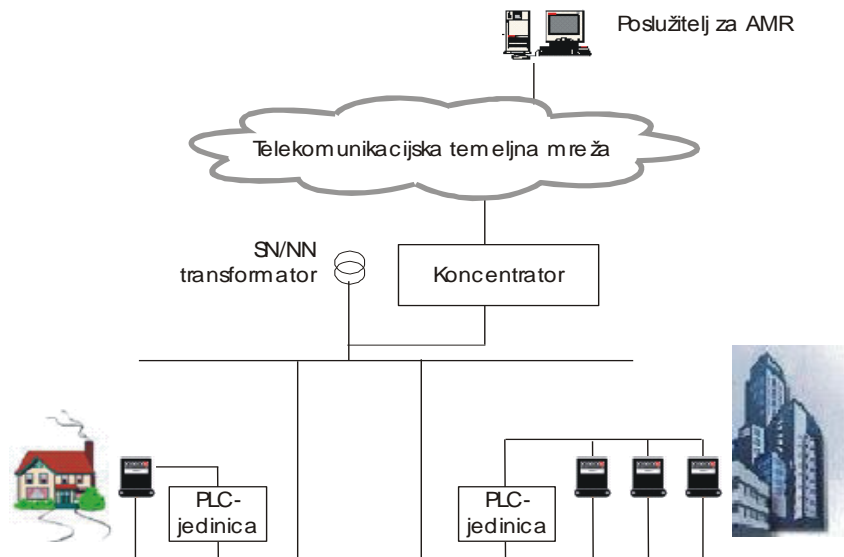 Poslužitelj za AMR
Telekomunikacijska temeljna mreža
SN/NN
transformator
Koncentrator
PLC-
jedinica
PLC-
jedinica